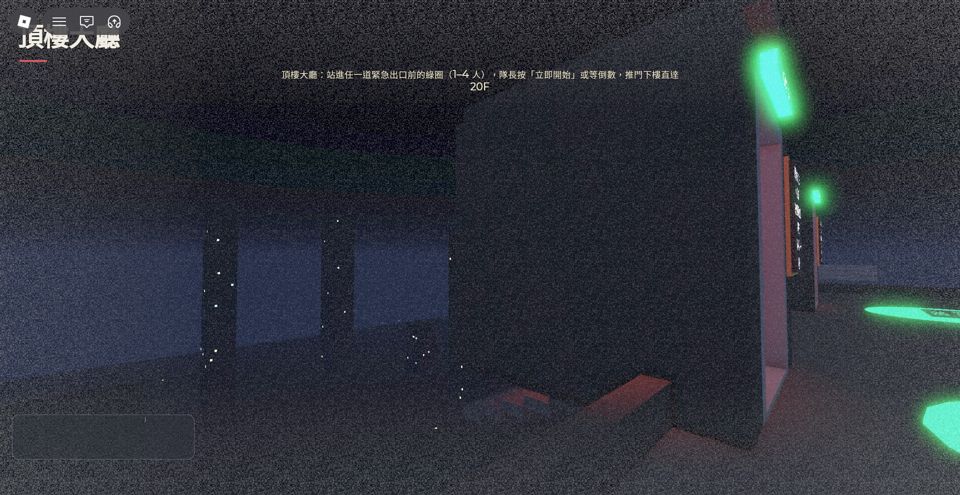 頂樓大廳
頂樓大廳：站進任一道緊急出口前的綠圈（1–4 人），隊長按「立即開始」或等倒數，推門下樓直達
20F